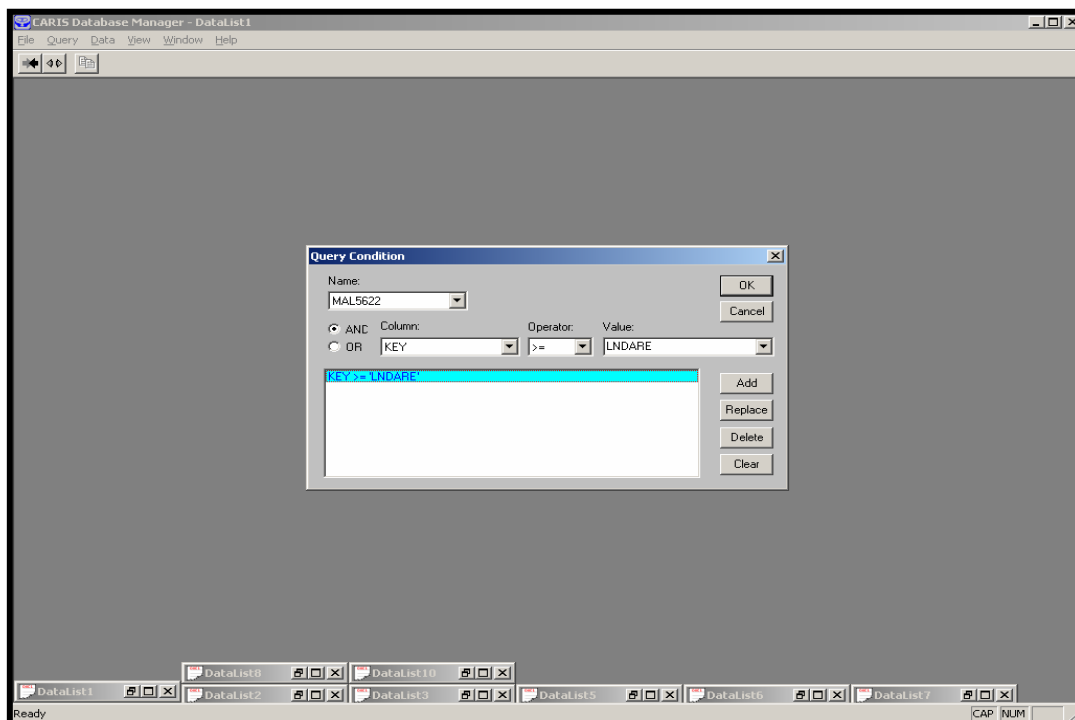 CARIS Database Manager - DataList1
File Query Data View Window Help
Query Condition
Name:
MAL5622
OK
Cancel
AND Column: Operator: Value:
OR KEY >= LNDARE
KEY >= 'LNDARE'
Add
Replace
Delete
Clear
DataList8 DataList10
DataList1 DataList2 DataList3 DataList5 DataList6 DataList7
Ready CAP NUM